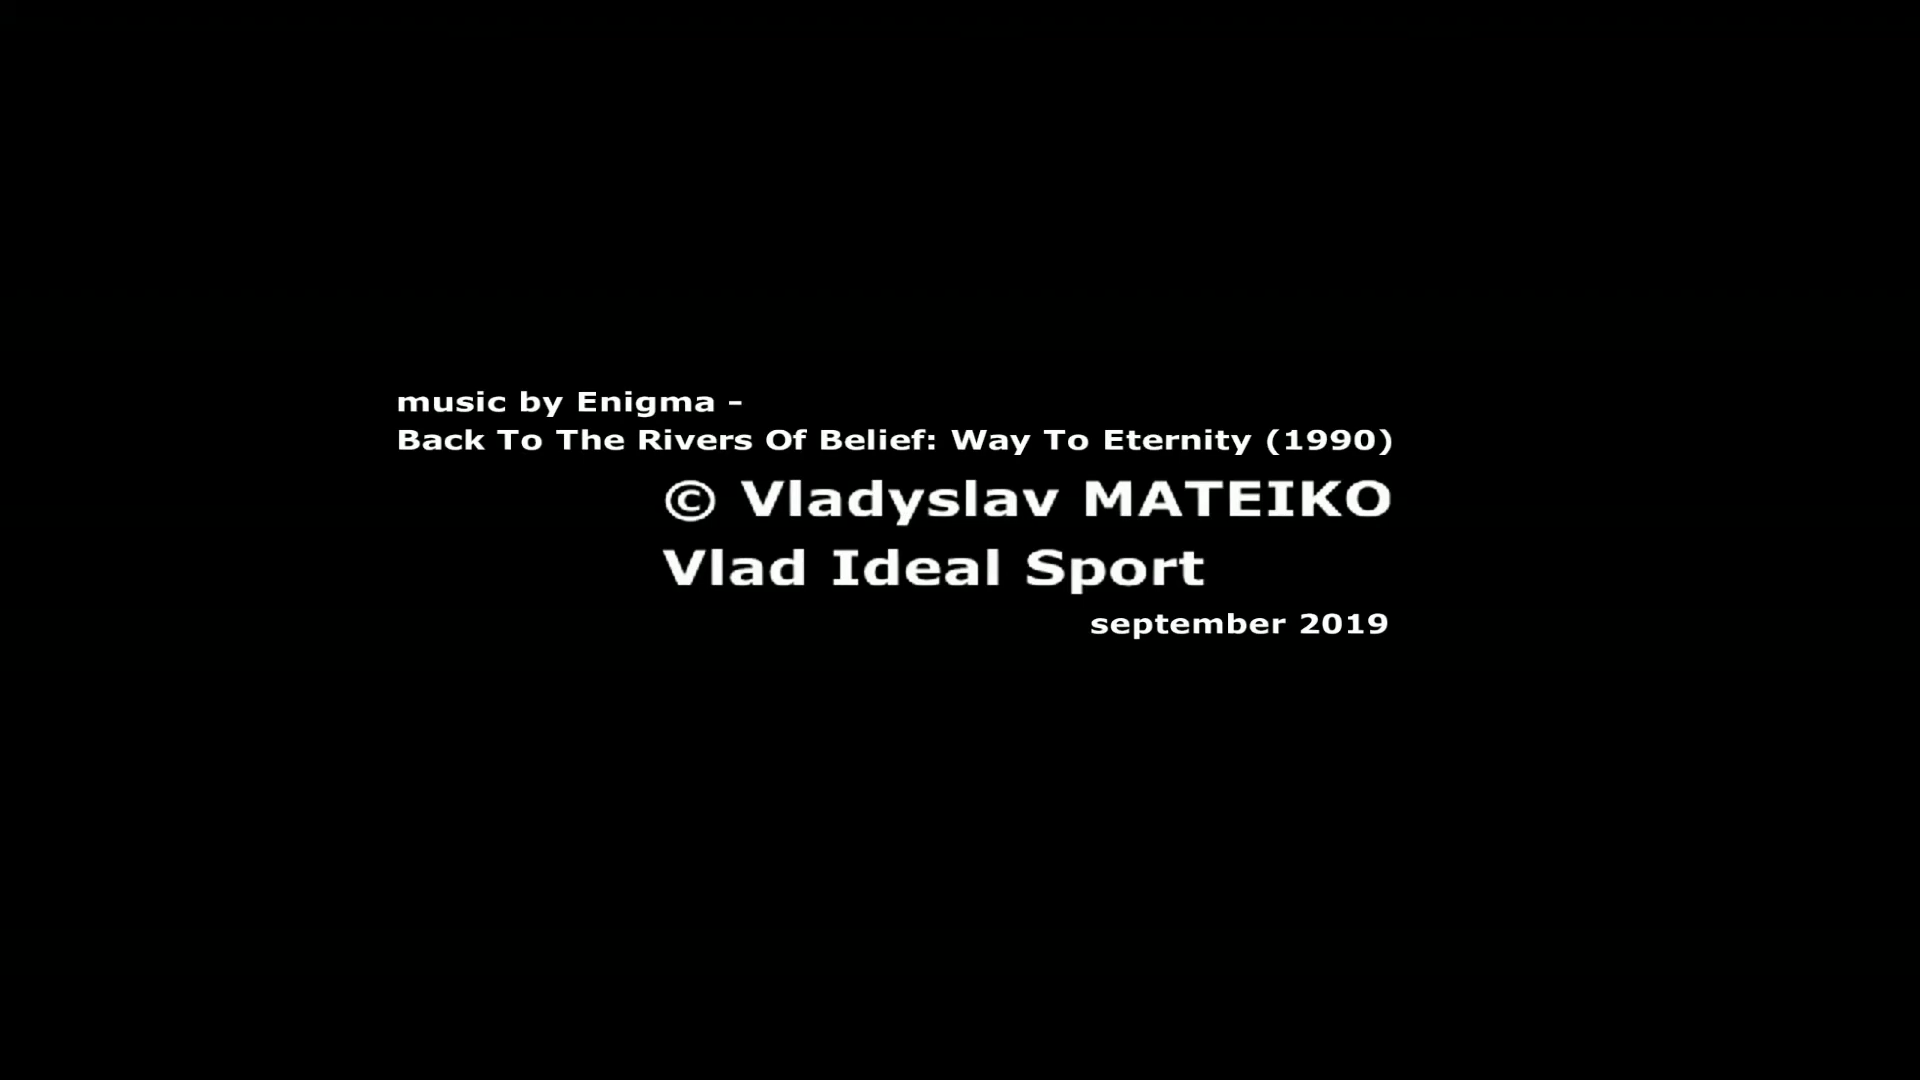 music by Enigma -
Back To The Rivers Of Belief: Way To Eternity (1990)
© Vladyslav MATEIKO
Vlad Ideal Sport
september 2019